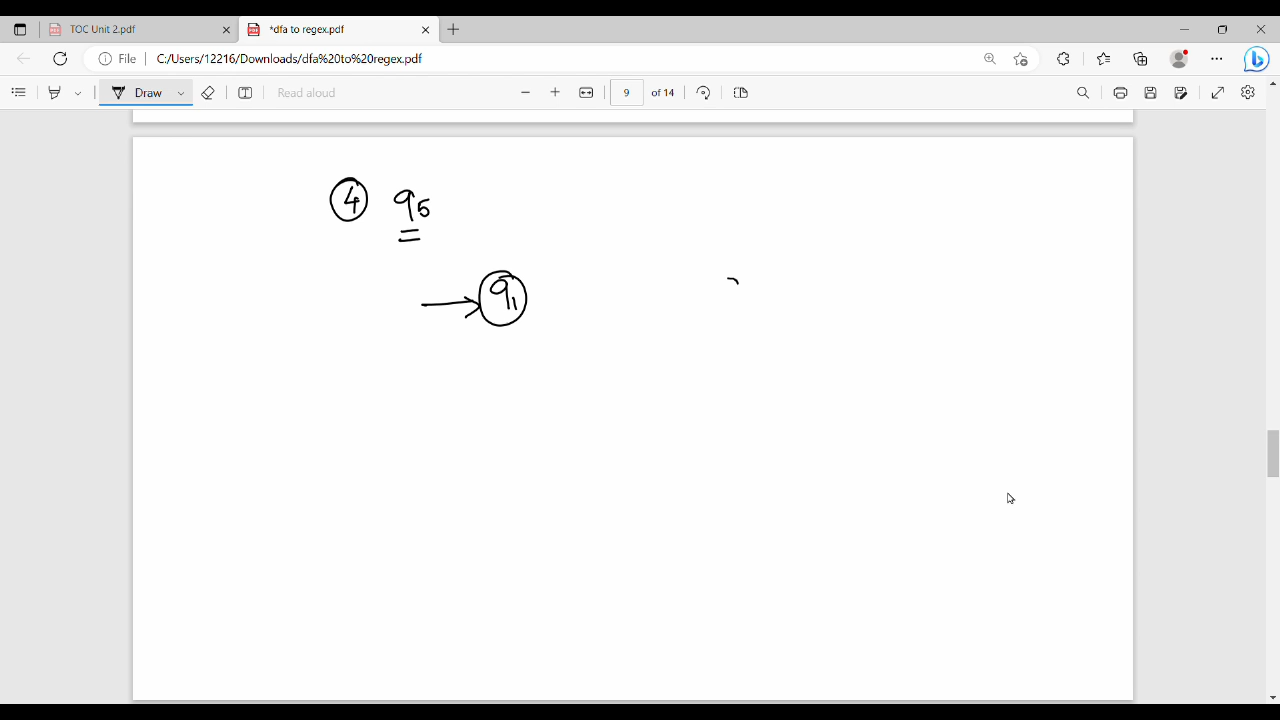 TOC Unit 2.pdf
*dfa to regex.pdf
File
C:/Users/12216/Downloads/dfa%20to%20regex.pdf
Draw
Read aloud
9 of 14
4 q5
q1